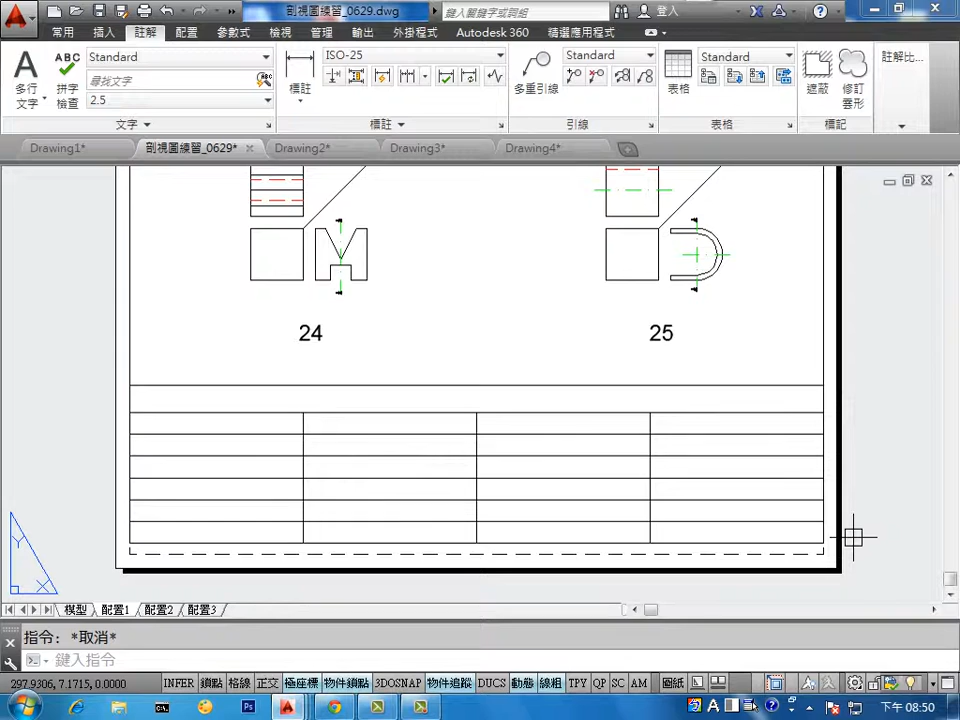 剖視圖練習_0629.dwg
鍵入關鍵字或詞組
登入
常用 插入 註解 配置 參數式 檢視 管理 輸出 外掛程式 Autodesk 360 精選應用程式
A ABC Standard ISO-25 Standard Standard 註解比...
多行文字 拼字檢查 尋找文字 標註 多重引線 表格 遮蔽 修訂雲形
2.5
文字 標註 引線 表格 標記
Drawing1* 剖視圖練習_0629* Drawing2* Drawing3* Drawing4*
24 25
Y X
模型 配置1 配置2 配置3
指令: *取消*
鍵入指令
297.9306, 7.1715, 0.0000 INFER 鎖點 格線 正交 極座標 物件鎖點 3DOSNAP 物件追蹤 DUCS 動態 線粗 TPY QP SC AM 圖紙
下午 08:50